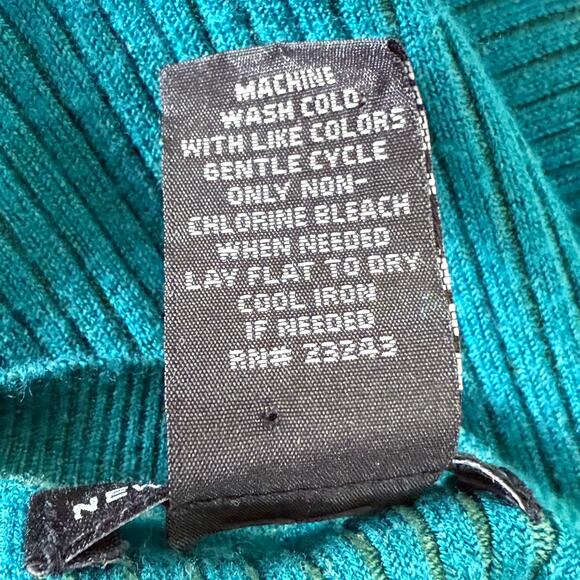 MACHINE
WASH COLD
WITH LIKE COLORS
GENTLE CYCLE
ONLY NON-
CHLORINE BLEACH
WHEN NEEDED
LAY FLAT TO DRY
COOL IRON
IF NEEDED
RN# 23243
NEW